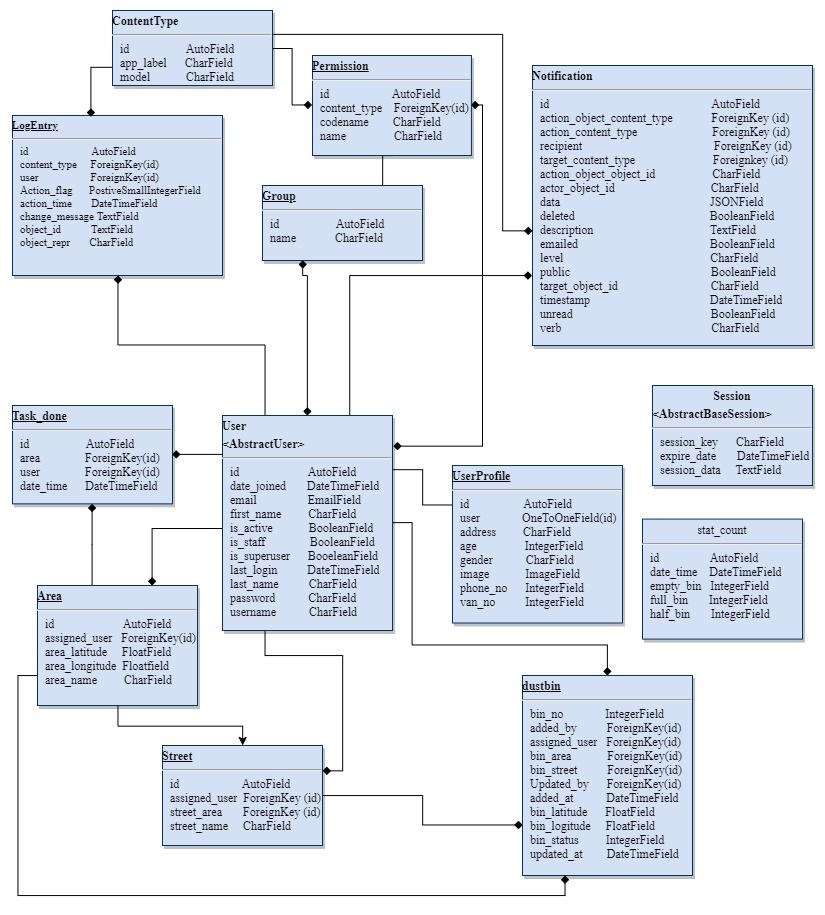 ContentType
id AutoField
app_label CharField
model CharField
Permission
id AutoField
content_type ForeignKey(id)
codename CharField
name CharField
Notification
id AutoField
action_object_content_type ForeignKey (id)
action_content_type ForeignKey (id)
recipient ForeignKey (id)
target_content_type Foreignkey (id)
action_object_object_id CharField
actor_object_id CharField
data JSONField
deleted BooleanField
description TextField
emailed BooleanField
level CharField
public BooleanField
target_object_id CharField
timestamp DateTimeField
unread BooleanField
verb CharField
LogEntry
id AutoField
content_type ForeignKey(id)
user ForeignKey(id)
Action_flag PostiveSmallIntegerField
action_time DateTimeField
change_message TextField
object_id TextField
object_repr CharField
Group
id AutoField
name CharField
Session
<AbstractBaseSession>
session_key CharField
expire_date DateTimeField
session_data TextField
Task_done
id AutoField
area ForeignKey(id)
user ForeignKey(id)
date_time DateTimeField
User
<AbstractUser>
id AutoField
date_joined DateTimeField
email EmailField
first_name CharField
is_active BooleanField
is_staff BooleanField
is_superuser BooeleanField
last_login DateTimeField
last_name CharField
password CharField
username CharField
UserProfile
id AutoField
user OneToOneField(id)
address CharField
age IntegerField
gender CharField
image ImageField
phone_no IntegerField
van_no IntegerField
stat_count
id AutoField
date_time DateTimeField
empty_bin IntegerField
full_bin IntegerField
half_bin IntegerField
Area
id AutoField
assigned_user ForeignKey(id)
area_latitude FloatField
area_longitude Floatfield
area_name CharField
dustbin
bin_no IntegerField
added_by ForeignKey(id)
assigned_user ForeignKey(id)
bin_area ForeignKey(id)
bin_street ForeignKey(id)
Updated_by ForeignKey(id)
added_at DateTimeField
bin_latitude FloatField
bin_logitude FloatField
bin_status IntegerField
updated_at DateTimeField
Street
id AutoField
assigned_user ForeignKey (id)
street_area ForeignKey (id)
street_name CharField